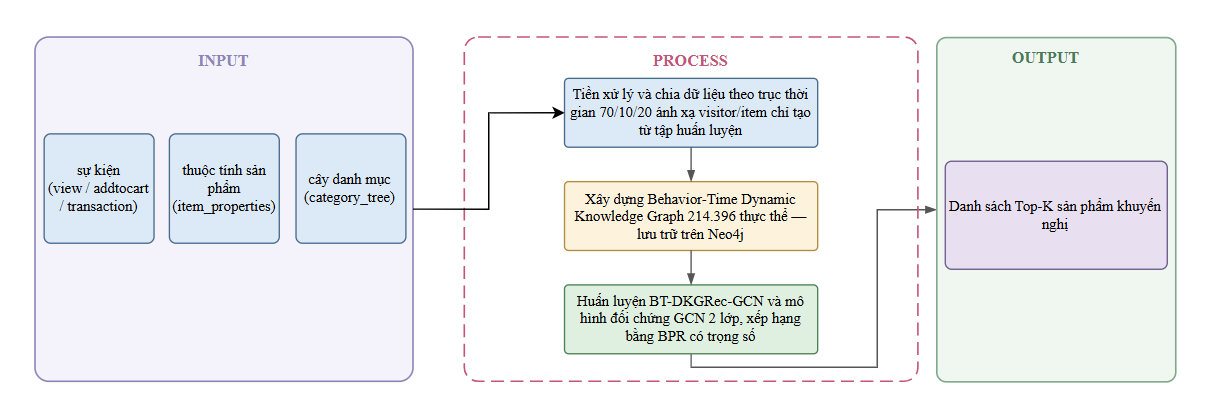 INPUT
sự kiện
(view / addtocart
/ transaction)
thuộc tính sản
phẩm
(item_properties)
cây danh mục
(category_tree)
PROCESS
Tiền xử lý và chia dữ liệu theo trục thời
gian 70/10/20 ánh xạ visitor/item chỉ tạo
từ tập huấn luyện
Xây dựng Behavior-Time Dynamic
Knowledge Graph 214.396 thực thể —
lưu trữ trên Neo4j
Huấn luyện BT-DKGRec-GCN và mô
hình đối chứng GCN 2 lớp, xếp hạng
bằng BPR có trọng số
OUTPUT
Danh sách Top-K sản phẩm khuyến
nghị